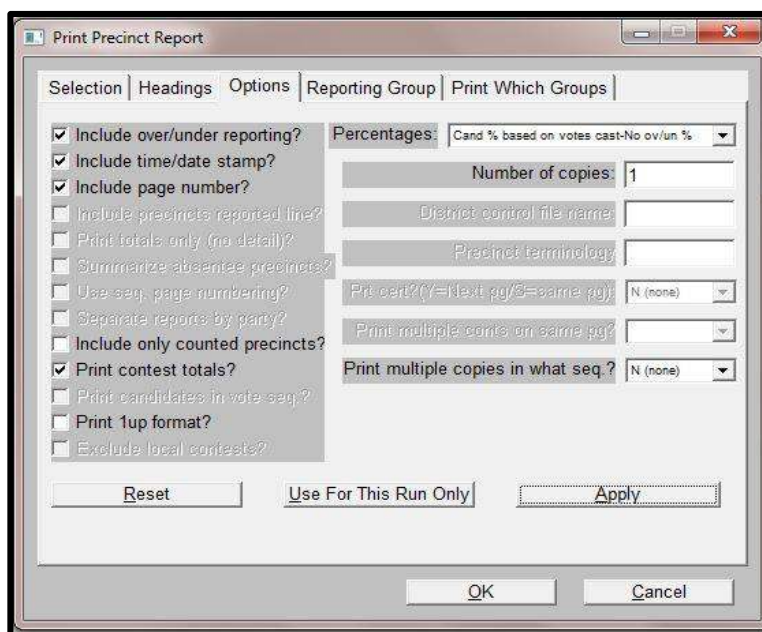 Print Precinct Report
Selection Headings Options Reporting Group Print Which Groups
Include over/under reporting?
Include time/date stamp?
Include page number?
Include precincts reported line?
Print totals only (no detail)?
Summarize absentee precincts?
Use seq. page numbering?
Separate reports by party?
Include only counted precincts?
Print contest totals?
Print candidates in vote seq.?
Print 1up format?
Exclude local contests?
Percentages: Cand % based on votes cast-No ov/un %
Number of copies: 1
District control file name:
Precinct terminology
Prt cert?(Y=Next pg/S=same pg): N (none)
Print multiple conts on same pg?
Print multiple copies in what seq.? N (none)
Reset Use For This Run Only Apply
OK Cancel